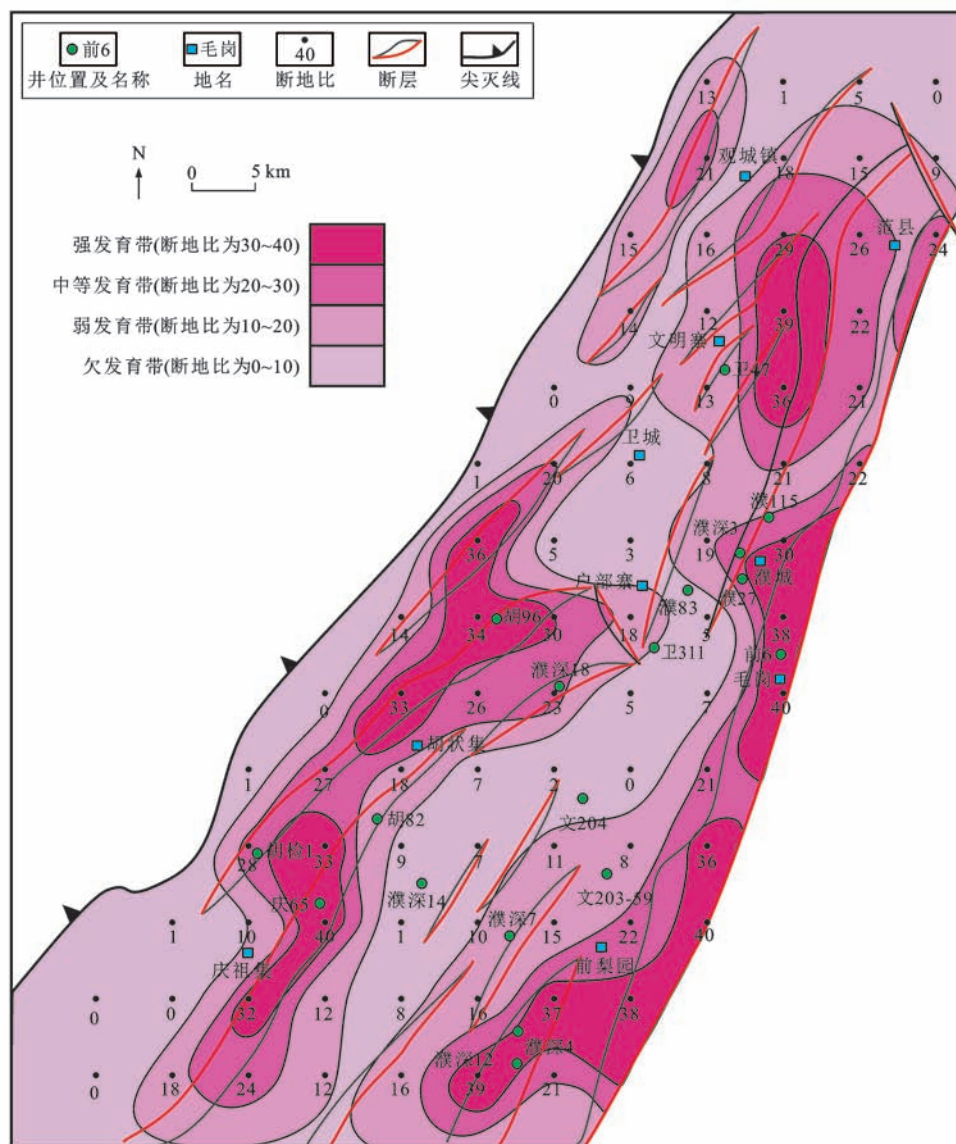 前6
毛岗
40
井位置及名称
地名
断地比
断层
尖灭线
N
0 5 km
强发育带(断地比为30~40)
中等发育带(断地比为20~30)
弱发育带(断地比为10~20)
欠发育带(断地比为0~10)
13 1 5 0
观城镇
21 18 15 9
范县
15 16 29 26 24
14 12 39 22
文明寨
卫47
0 9 13 36 21
卫城
1 20 6 8 21 22
濮115
濮深3
36 5 3 19 30
濮城
濮27
户部寨
濮83
胡96
14 34 30 18 5 38
卫311
前6
毛岗
濮深18
0 33 26 23 5 7 40
胡状集
1 27 18 7 2 0 21
文204
胡82
胡检1
28 33 9 7 11 8 36
文203-59
濮深14
庆65
濮深7
1 10 40 1 10 15 22 40
庆祖集
前梨园
0 0 32 12 8 16 37 38
濮深12
濮深4
0 18 24 12 16 39 21